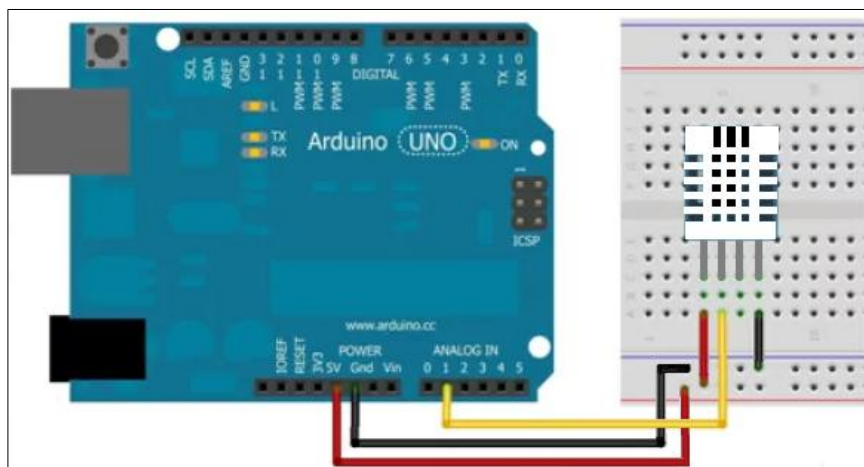 SCL
SDA
AREF
GND
13
12
11
10
9
8
7
6
5
4
3
2
1
0
PWM
PWM
PWM
DIGITAL
PWM
PWM
PWM
TX
RX
L
TX
RX
Arduino UNO
ON
1
ICSP
www.arduino.cc
POWER
ANALOG IN
IOREF
RESET
3V3
5V
Gnd
Vin
0
1
2
3
4
5